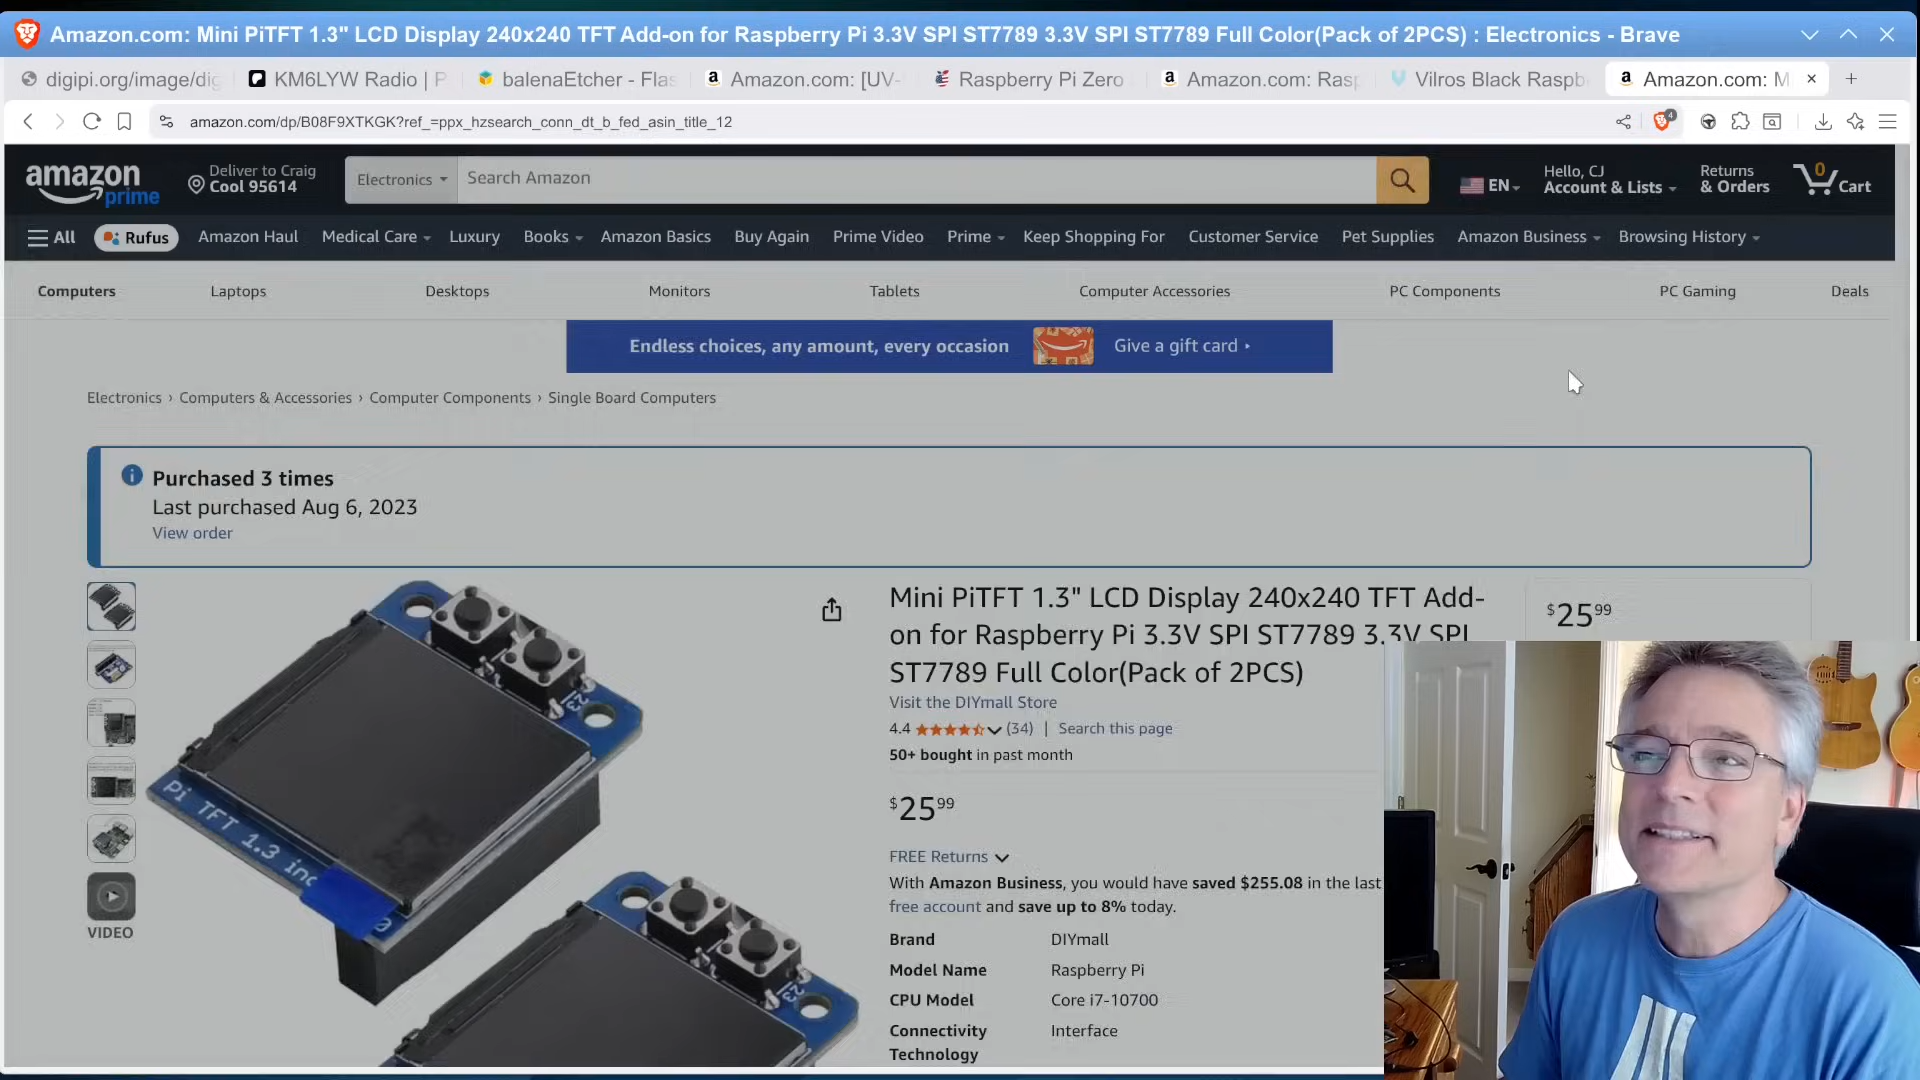 Amazon.com: Mini PiTFT 1.3" LCD Display 240x240 TFT Add-on for Raspberry Pi 3.3V SPI ST7789 3.3V SPI ST7789 Full Color(Pack of 2PCS) : Electronics - Brave
digipi.org/image/dig KM6LYW Radio | P balenaEtcher - Flas Amazon.com: [UV- Raspberry Pi Zero Amazon.com: Rasp Vilros Black Raspb Amazon.com: M
amazon.com/dp/B08F9XTKGK?ref_=ppx_hzsearch_conn_dt_b_fed_asin_title_12
4
amazon
prime
Deliver to Craig
Cool 95614
Electronics
Search Amazon
EN
Hello, CJ
Account & Lists
Returns
& Orders
0
Cart
All Rufus Amazon Haul Medical Care Luxury Books Amazon Basics Buy Again Prime Video Prime Keep Shopping For Customer Service Pet Supplies Amazon Business Browsing History
Computers Laptops Desktops Monitors Tablets Computer Accessories PC Components PC Gaming Deals
Endless choices, any amount, every occasion Give a gift card
Electronics › Computers & Accessories › Computer Components › Single Board Computers
Purchased 3 times
Last purchased Aug 6, 2023
View order
VIDEO
23
Pi TFT 1.3 inc
23
Mini PiTFT 1.3" LCD Display 240x240 TFT Add-
on for Raspberry Pi 3.3V SPI ST7789 3.3V SPI
ST7789 Full Color(Pack of 2PCS)
Visit the DIYmall Store
4.4 (34) | Search this page
50+ bought in past month
$25 99
FREE Returns
With Amazon Business, you would have saved $255.08 in the last
free account and save up to 8% today.
Brand DIYmall
Model Name Raspberry Pi
CPU Model Core i7-10700
Connectivity Interface
Technology
$25 99